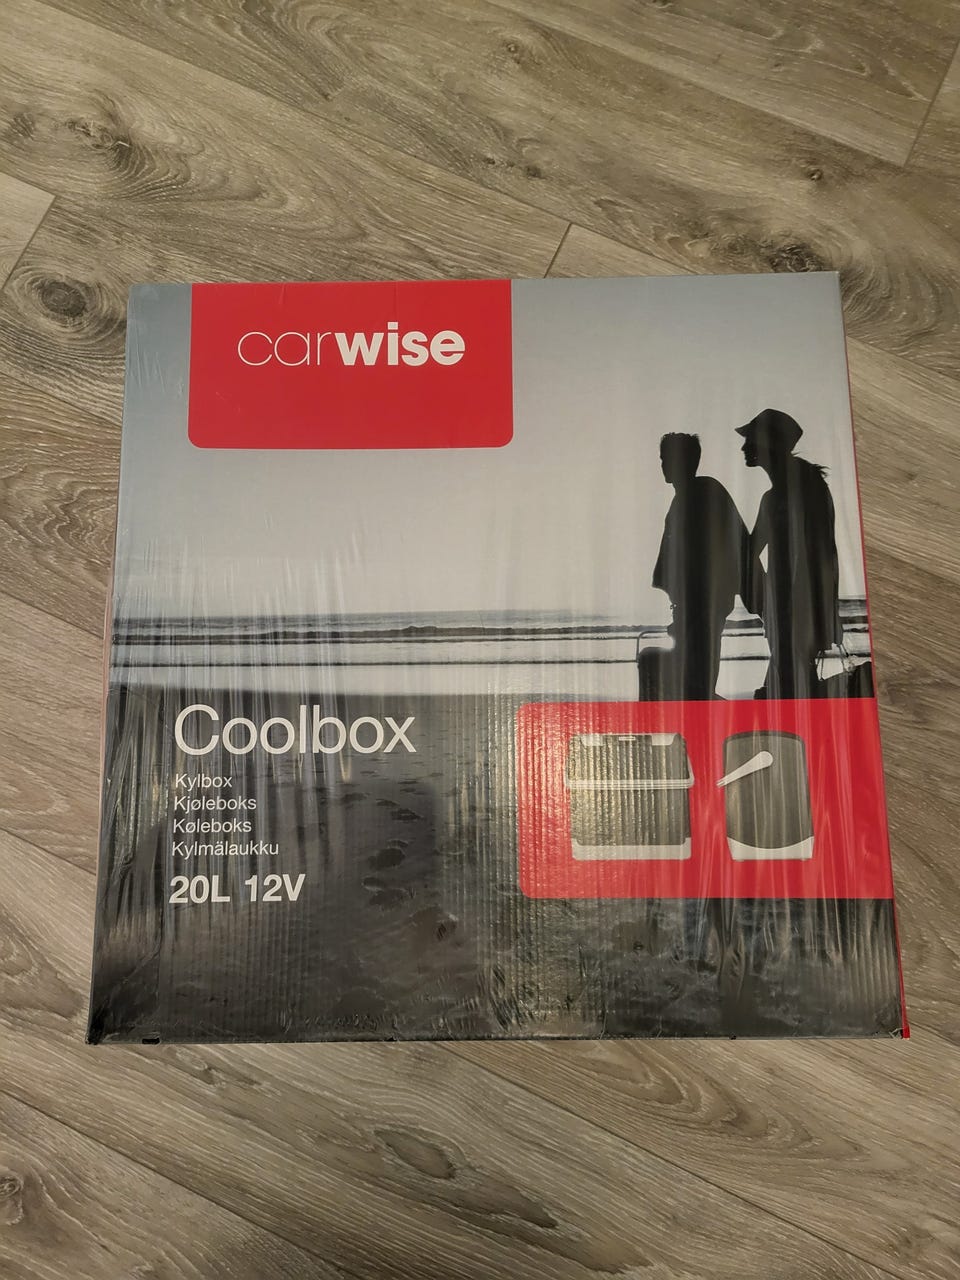 carwise
Coolbox
Kylbox
Kjøleboks
Køleboks
Kylmälaukku
20L 12V